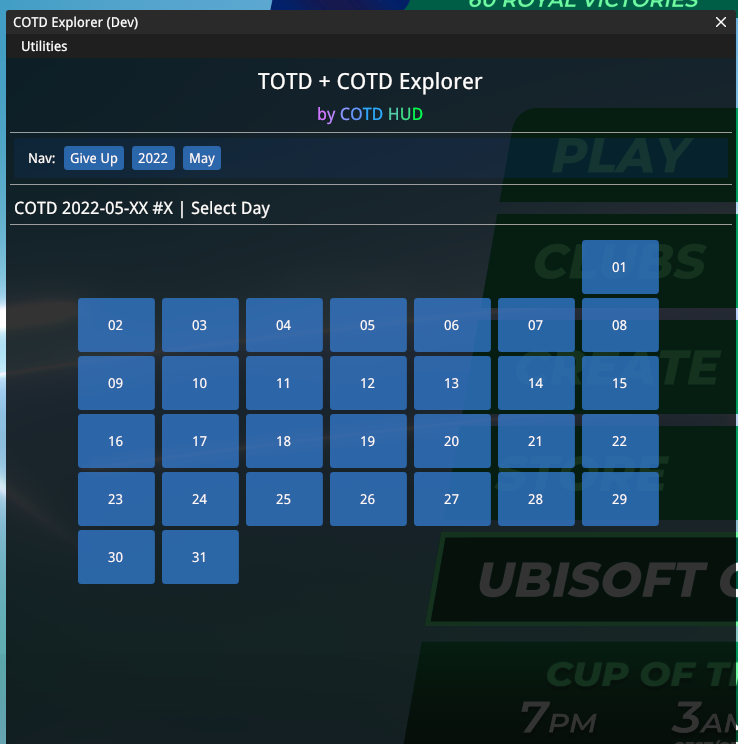 60 ROYAL VICTORIES
COTD Explorer (Dev)
Utilities
TOTD + COTD Explorer
by COTD HUD
Nav: Give Up 2022 May
PLAY
COTD 2022-05-XX #X | Select Day
CLUBS
01
02 03 04 05 06 07 08
CREATE
09 10 11 12 13 14 15
16 17 18 19 20 21 22
STORE
23 24 25 26 27 28 29
30 31
UBISOFT
CUP OF
7PM 3AM